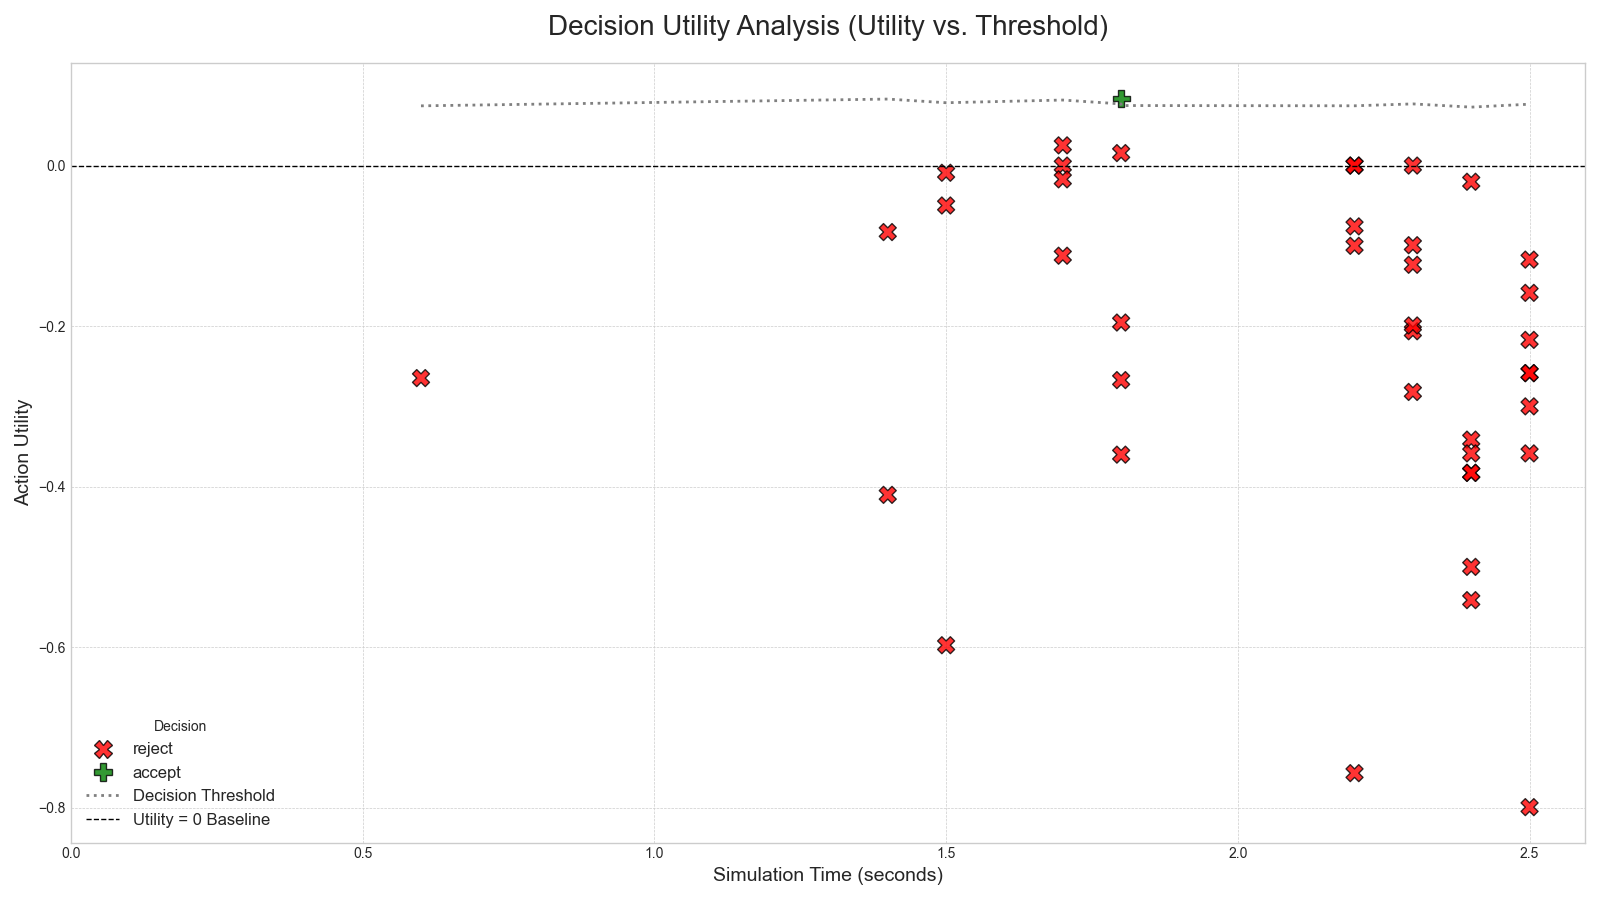 Decision Utility Analysis (Utility vs. Threshold)
Action Utility
0.0
−0.2
−0.4
−0.6
−0.8
Decision
reject
accept
Decision Threshold
Utility = 0 Baseline
0.0 0.5 1.0 1.5 2.0 2.5
Simulation Time (seconds)